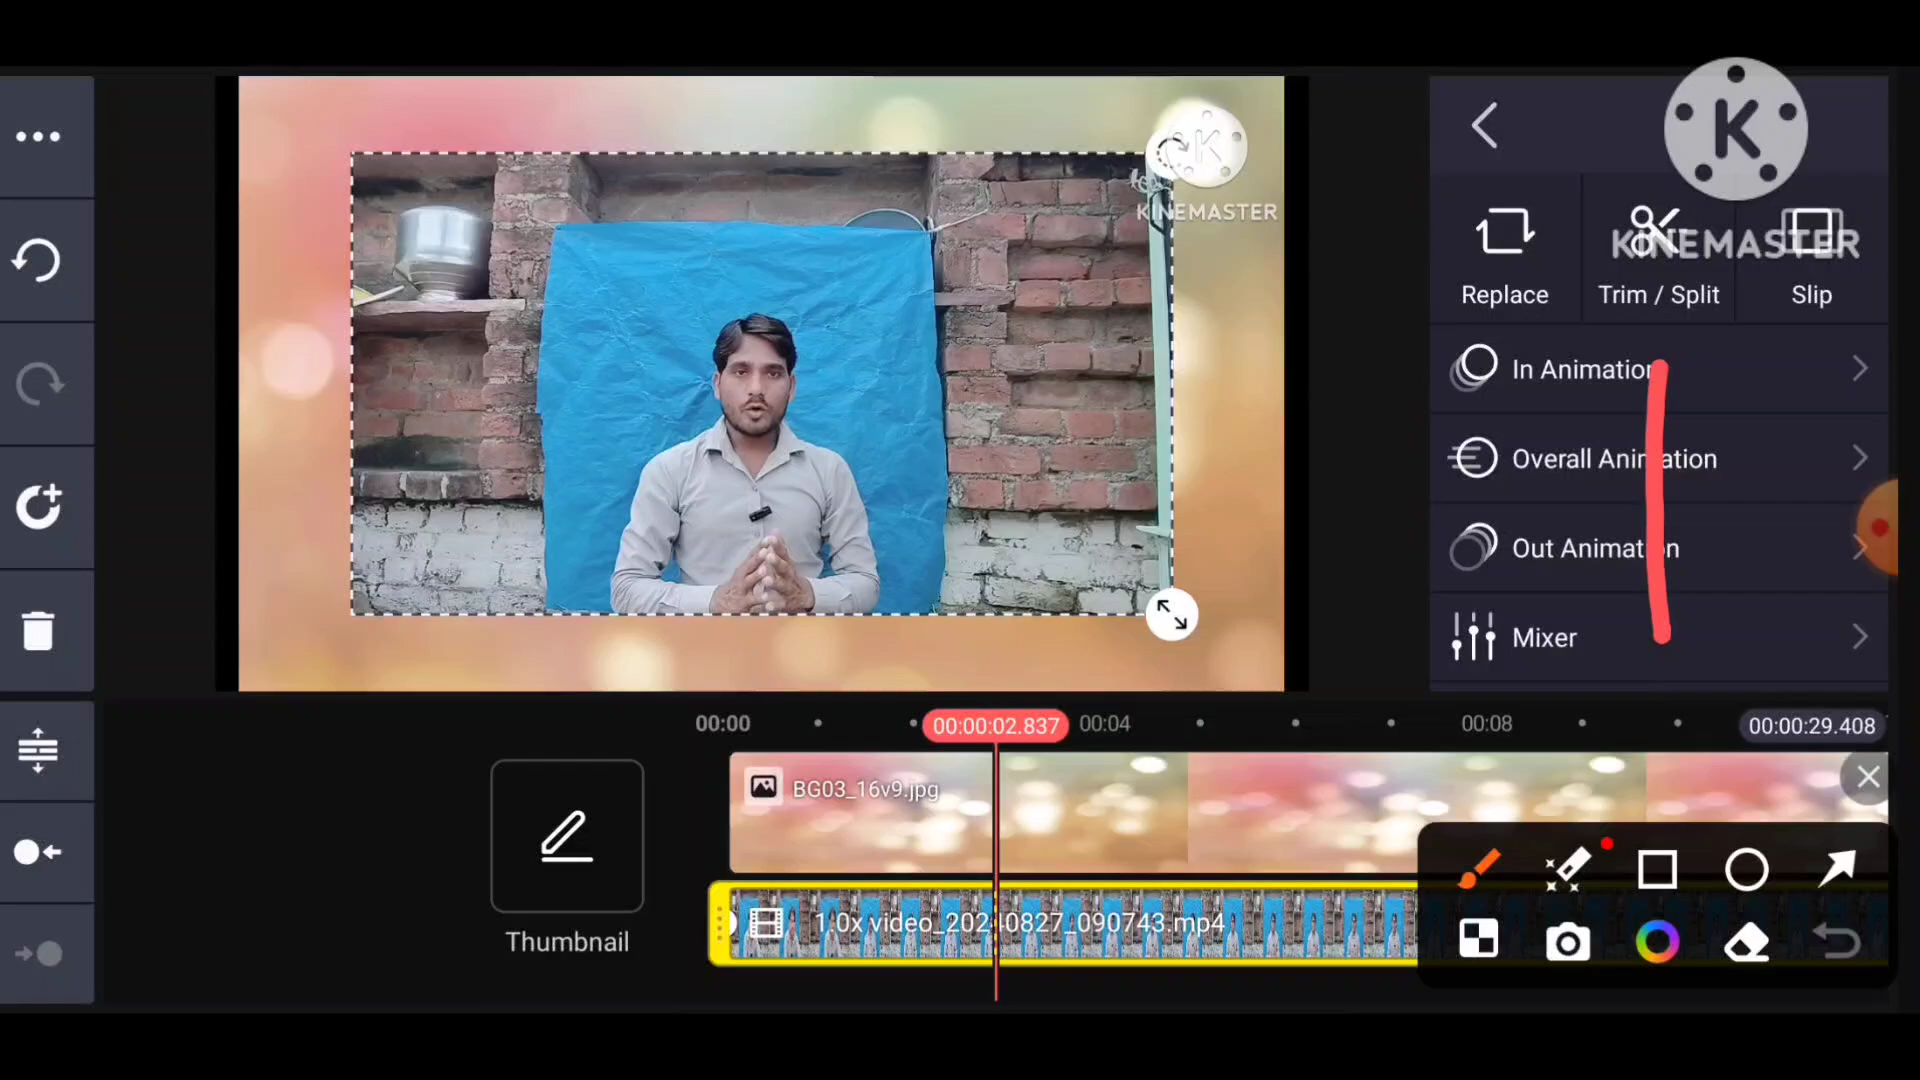 K
KINEMASTER
K
KINEMASTER
Replace
Trim / Split
Slip
In Animation
Overall Animation
Out Animation
Mixer
00:00
00:00:02.837
00:04
00:08
00:00:29.408
BG03_16v9.jpg
1.0x video_20240827_090743.mp4
Thumbnail